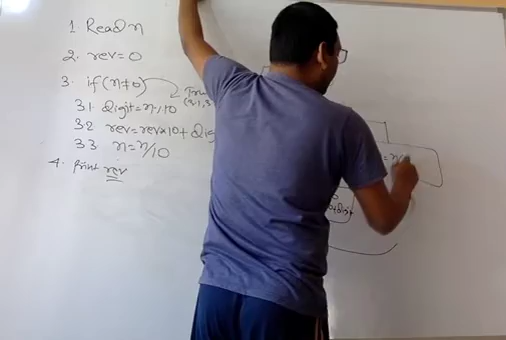 1. Read n
2. rev=0
3. if(n≠0)
3.1 digit=n%10
3.2 rev=rev×10+dig
3.3 n=n/10
4. Print rev